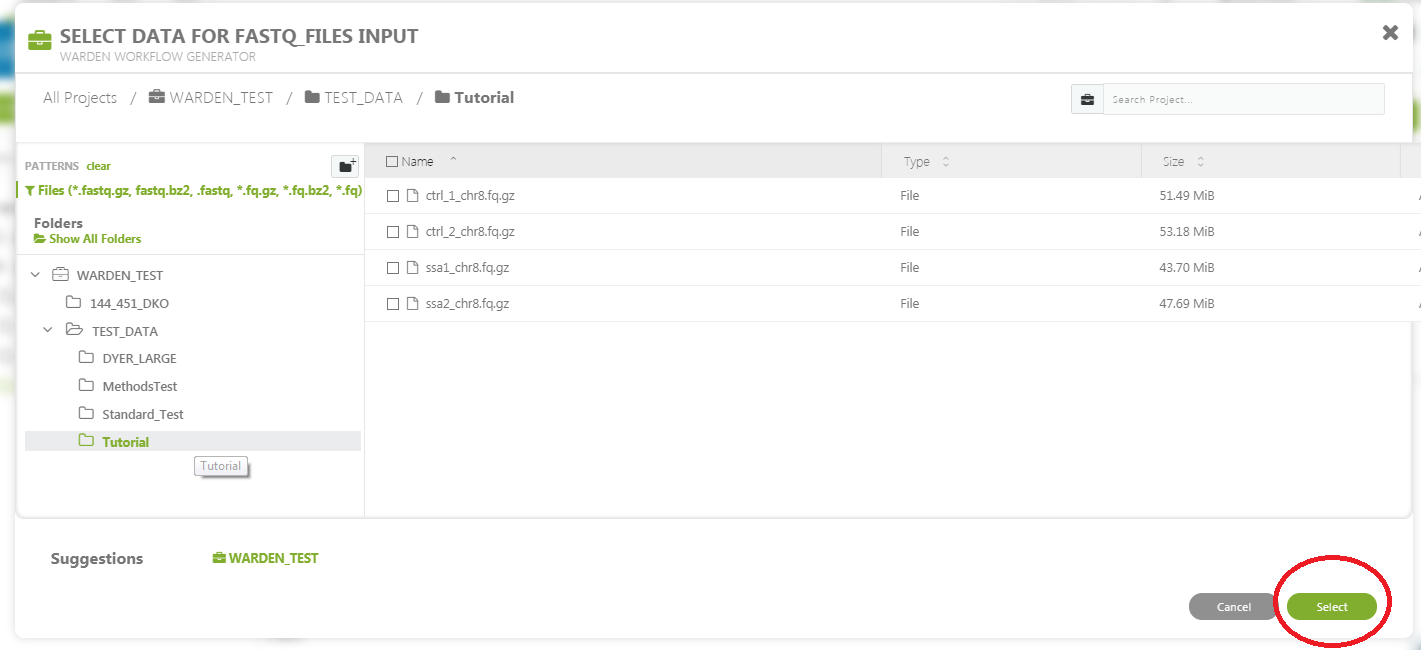 SELECT DATA FOR FASTQ_FILES INPUT
WARDEN WORKFLOW GENERATOR
All Projects / WARDEN_TEST / TEST_DATA / Tutorial
Search Project...
PATTERNS clear
Files (*.fastq.gz, fastq.bz2, .fastq, *.fq.gz, *.fq.bz2, *.fq)
Folders
Show All Folders
WARDEN_TEST
144_451_DKO
TEST_DATA
DYER_LARGE
MethodsTest
Standard_Test
Tutorial
Tutorial
Name Type Size
ctrl_1_chr8.fq.gz File 51.49 MiB
ctrl_2_chr8.fq.gz File 53.18 MiB
ssa1_chr8.fq.gz File 43.70 MiB
ssa2_chr8.fq.gz File 47.69 MiB
Suggestions WARDEN_TEST
Cancel Select